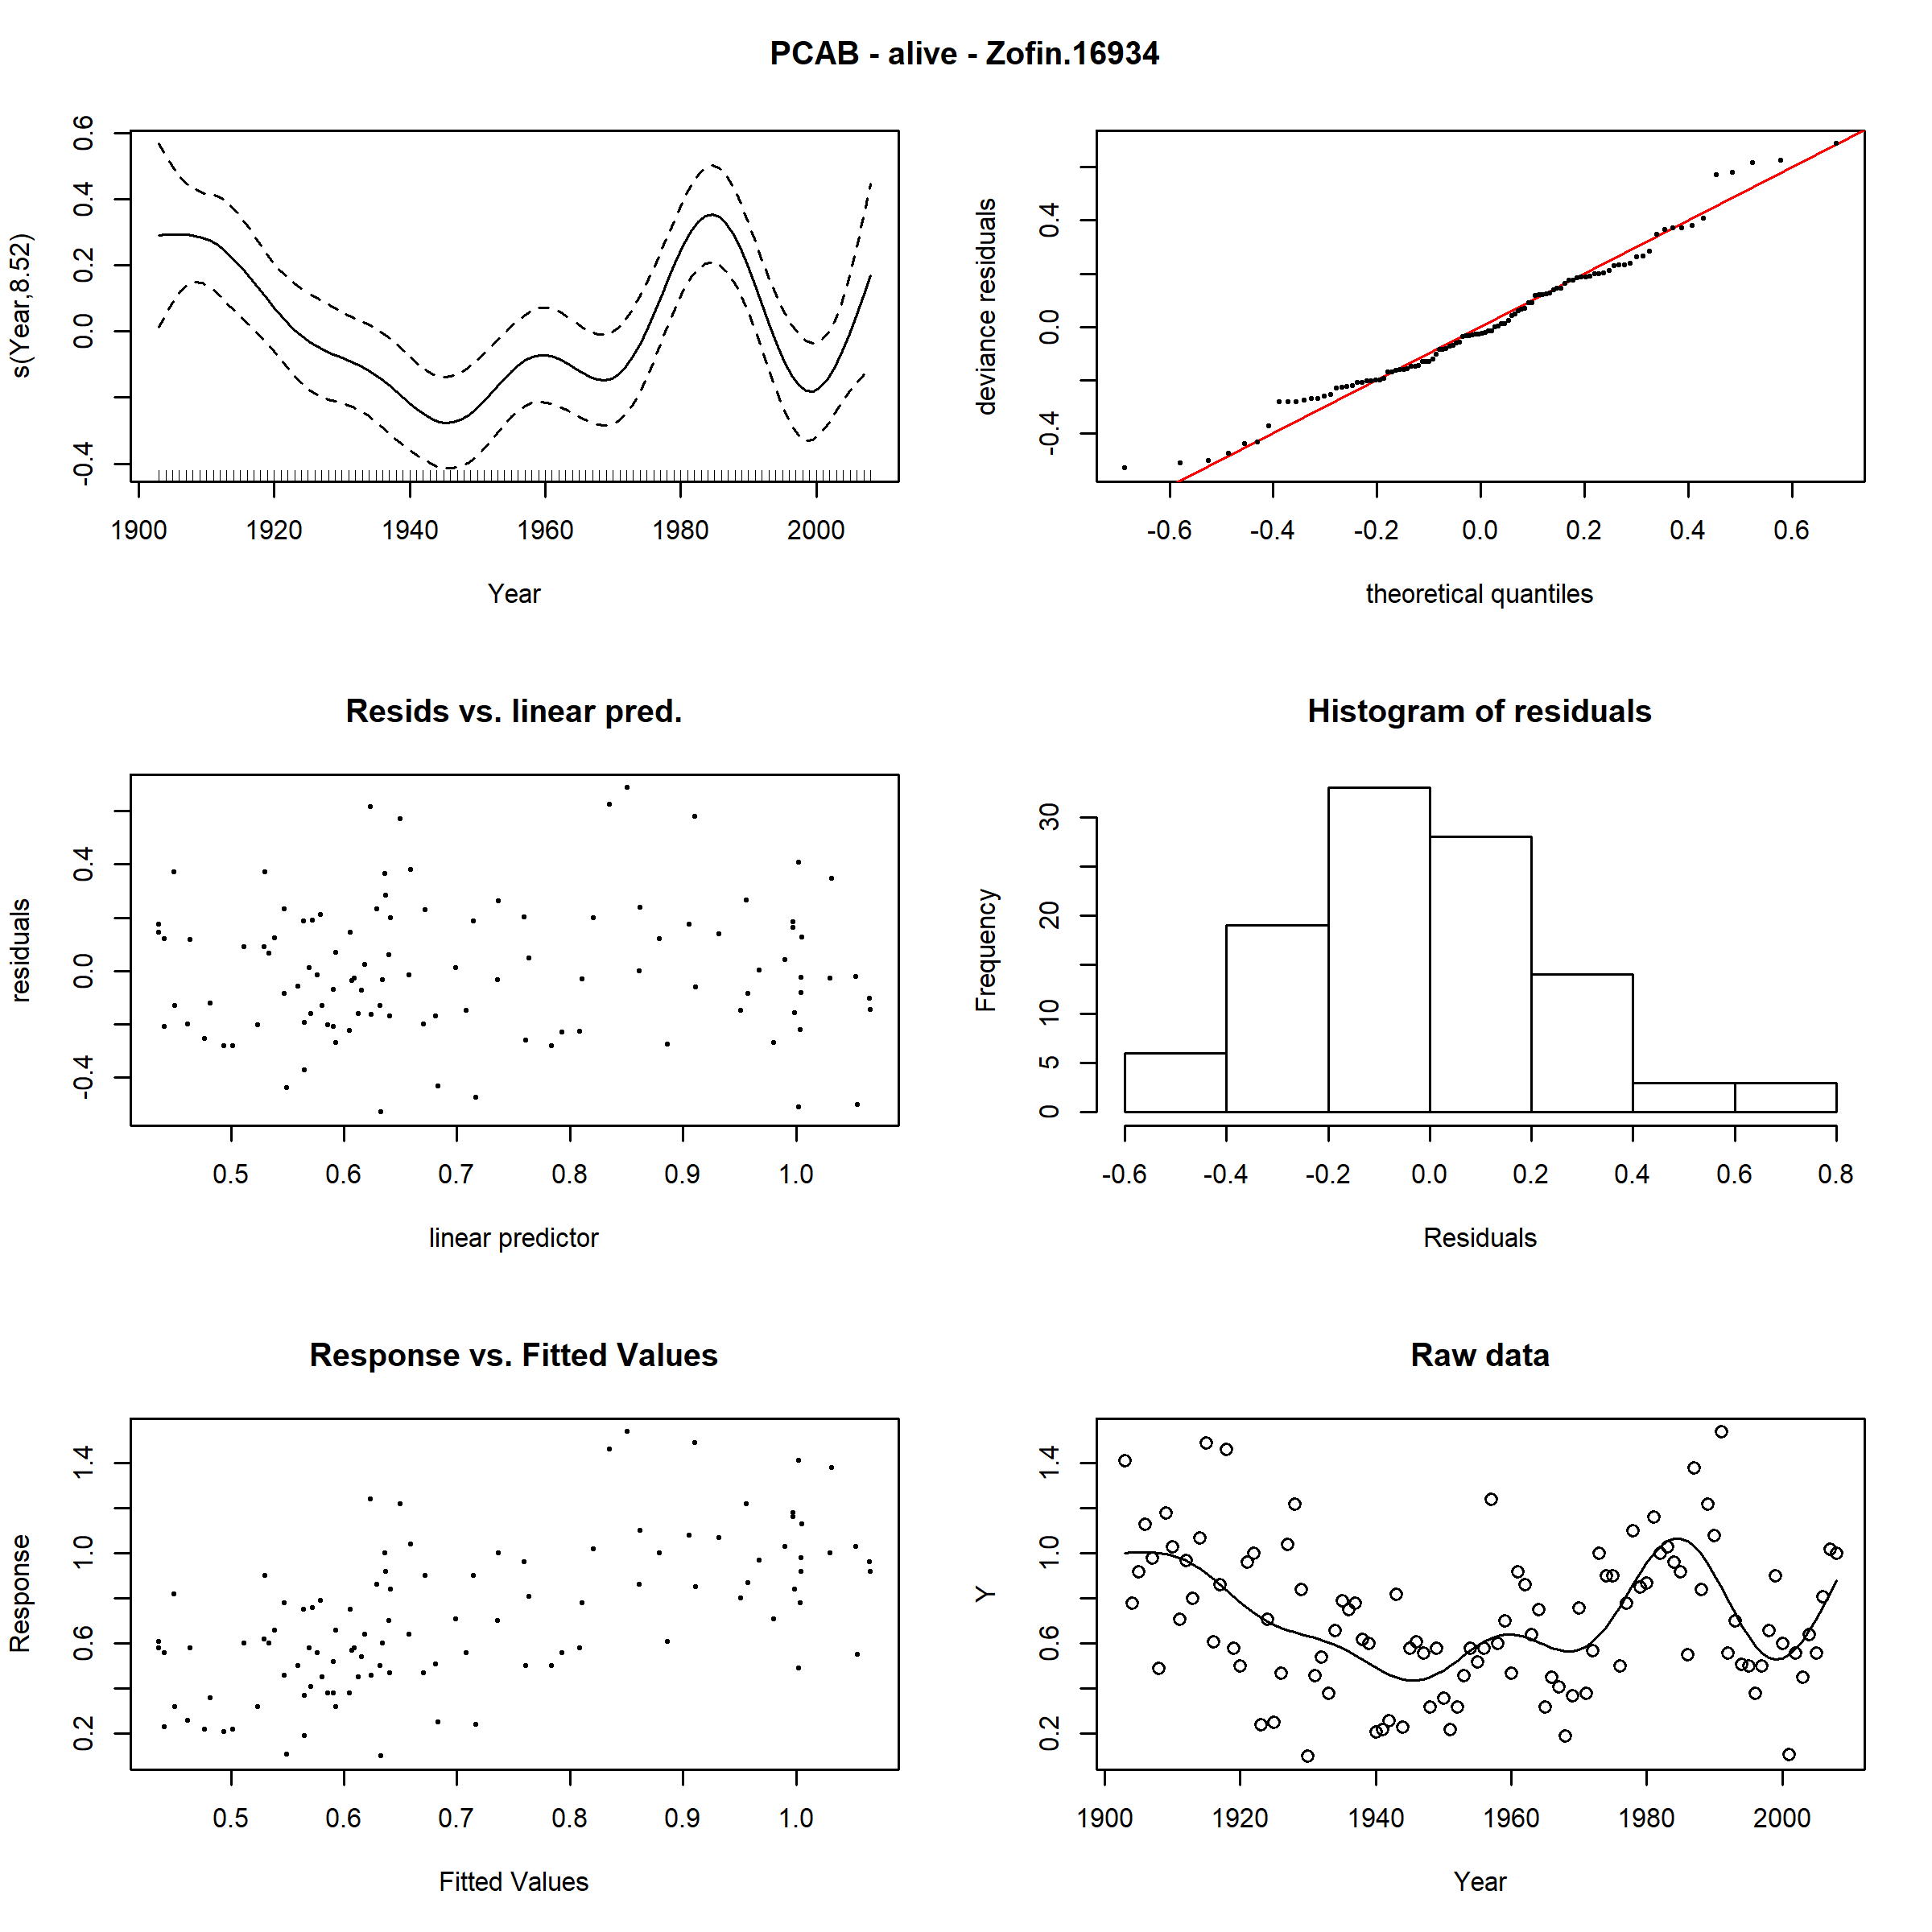 PCAB - alive - Zofin.16934
s(Year,8.52)
-0.4 0.0 0.2 0.4 0.6
1900 1920 1940 1960 1980 2000
Year
deviance residuals
-0.4 0.0 0.4
-0.6 -0.4 -0.2 0.0 0.2 0.4 0.6
theoretical quantiles
Resids vs. linear pred.
residuals
-0.4 0.0 0.4
0.5 0.6 0.7 0.8 0.9 1.0
linear predictor
Histogram of residuals
Frequency
0 5 10 20 30
-0.6 -0.4 -0.2 0.0 0.2 0.4 0.6 0.8
Residuals
Response vs. Fitted Values
Response
0.2 0.6 1.0 1.4
0.5 0.6 0.7 0.8 0.9 1.0
Fitted Values
Raw data
Y
0.2 0.6 1.0 1.4
1900 1920 1940 1960 1980 2000
Year